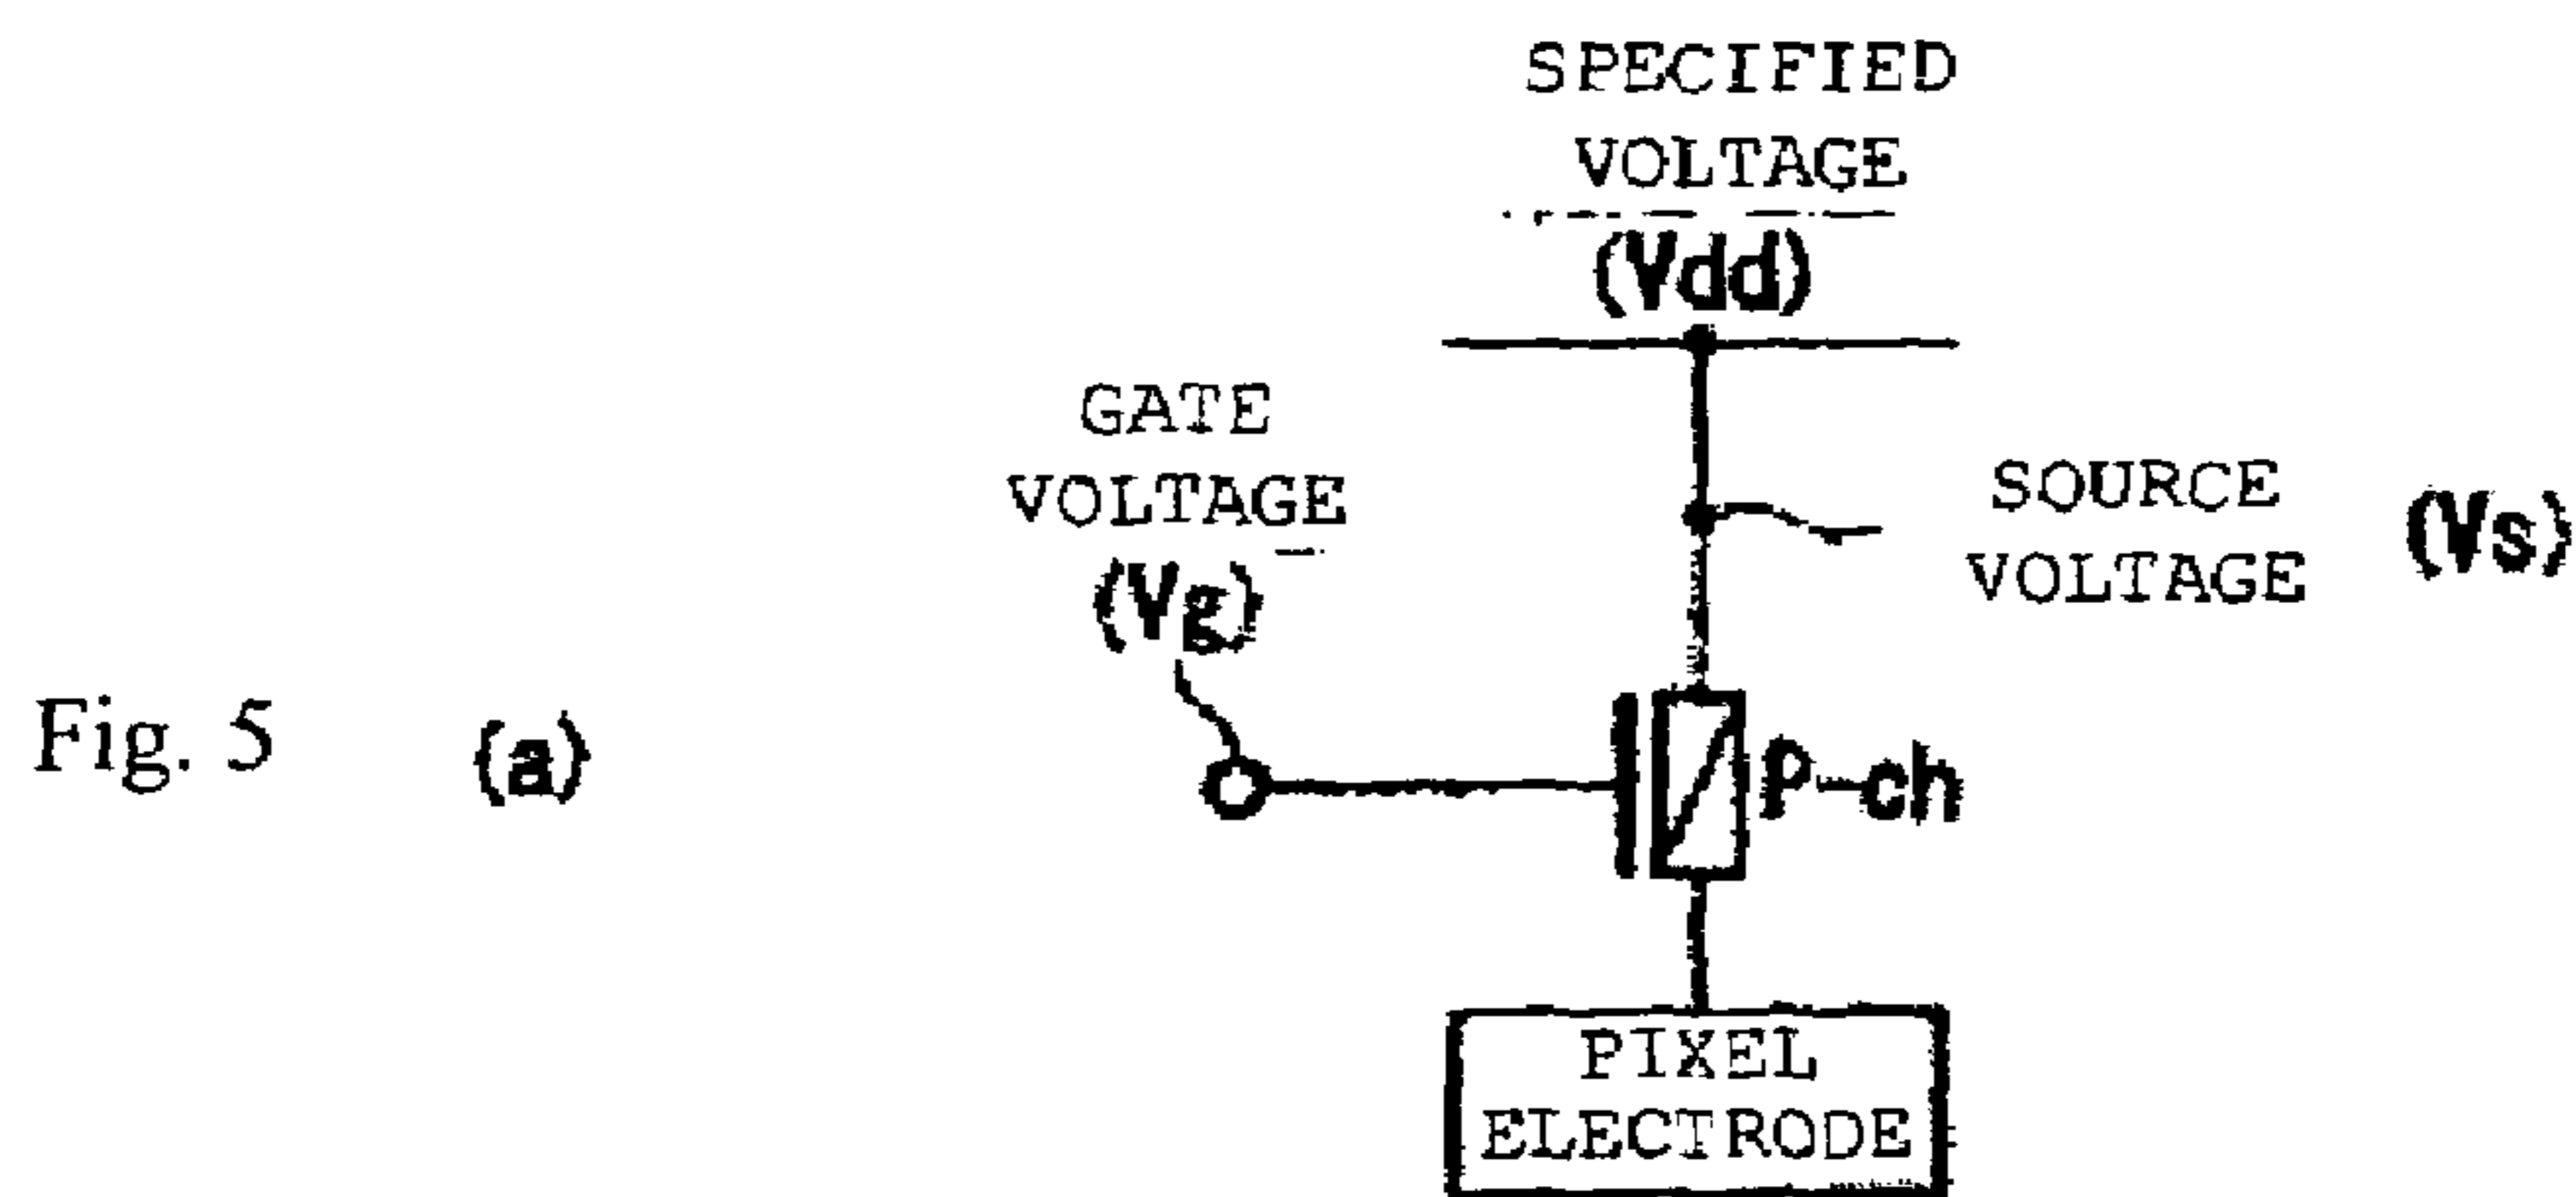 SPECIFIED
VOLTAGE
(Vdd)
GATE
VOLTAGE
(Vg)
SOURCE
VOLTAGE
(Vs)
Fig. 5
(a)
P-ch
PIXEL
ELECTRODE